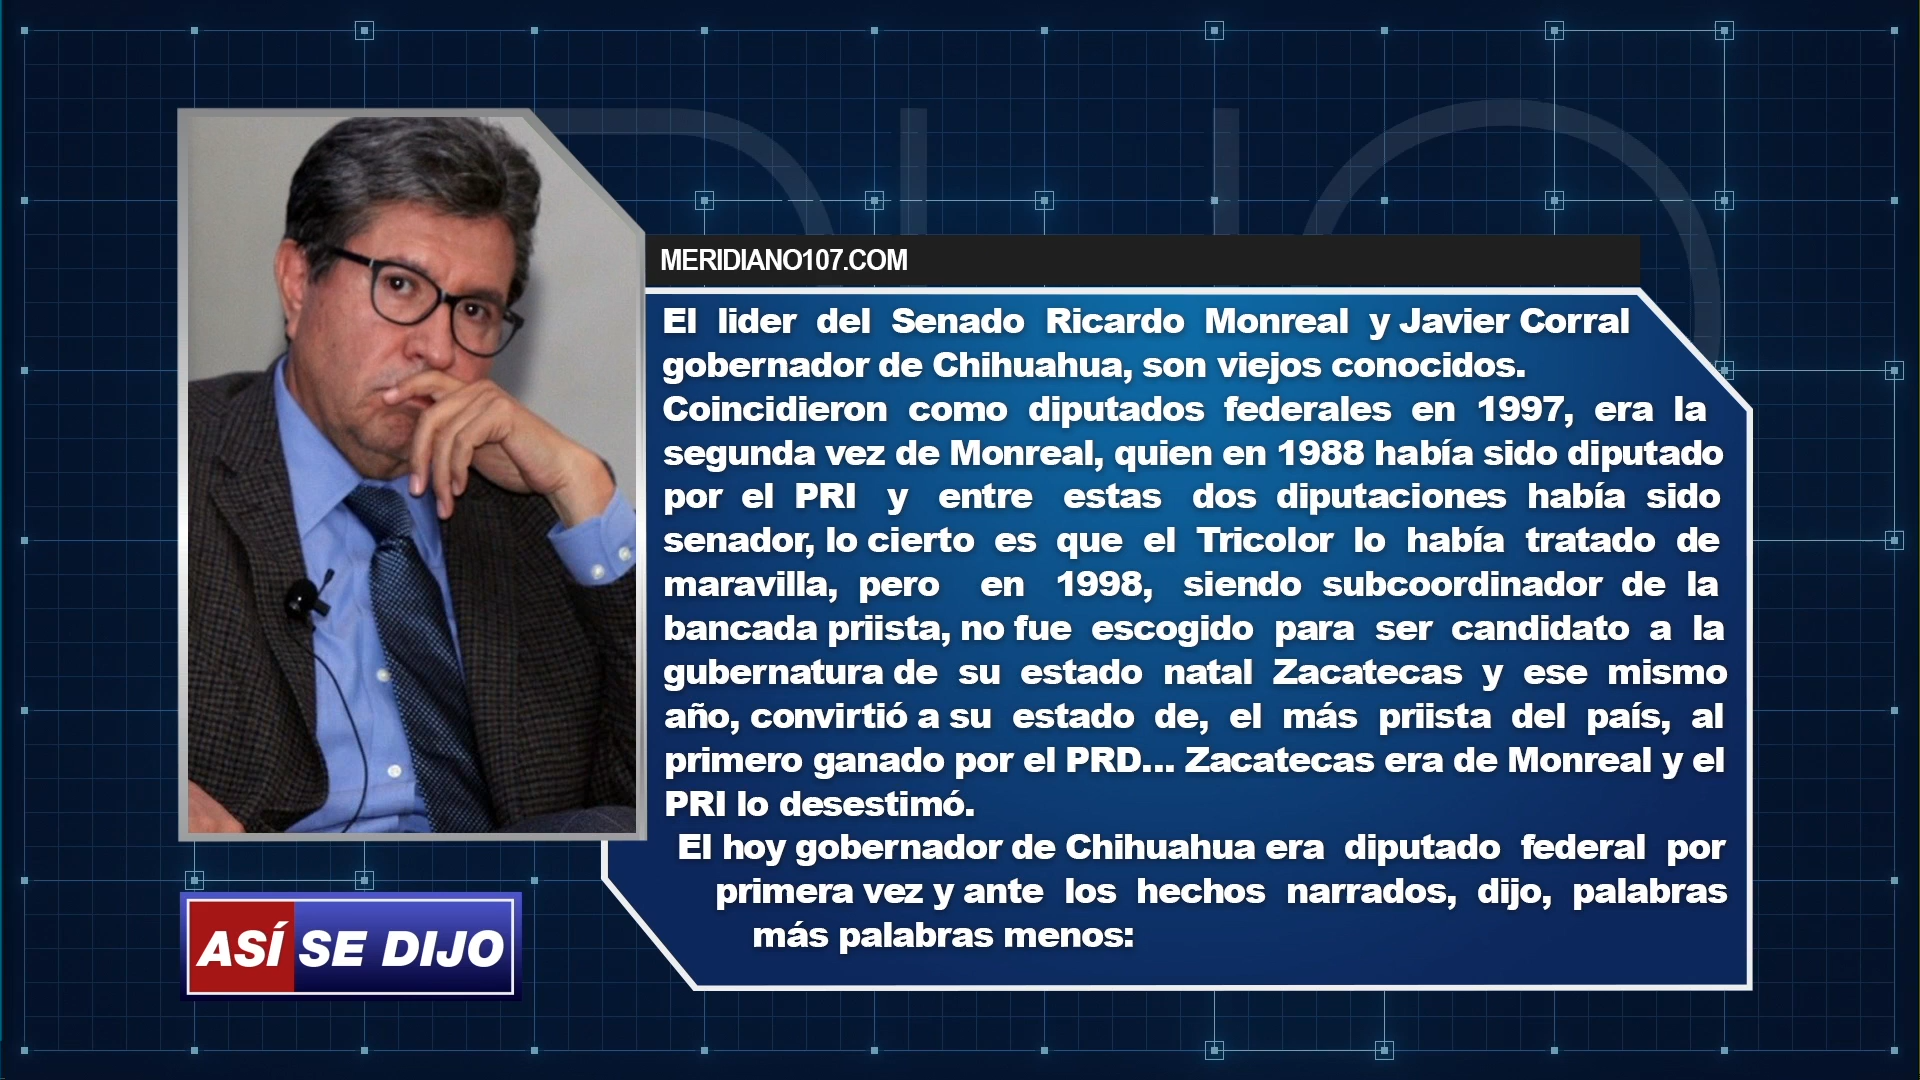 MERIDIANO107.COM
El lider del Senado Ricardo Monreal y Javier Corral
gobernador de Chihuahua, son viejos conocidos.
Coincidieron como diputados federales en 1997, era la
segunda vez de Monreal, quien en 1988 había sido diputado
por el PRI y entre estas dos diputaciones había sido
senador, lo cierto es que el Tricolor lo había tratado de
maravilla, pero en 1998, siendo subcoordinador de la
bancada priista, no fue escogido para ser candidato a la
gubernatura de su estado natal Zacatecas y ese mismo
año, convirtió a su estado de, el más priista del país, al
primero ganado por el PRD... Zacatecas era de Monreal y el
PRI lo desestimó.
El hoy gobernador de Chihuahua era diputado federal por
primera vez y ante los hechos narrados, dijo, palabras
más palabras menos:
ASÍ SE DIJO